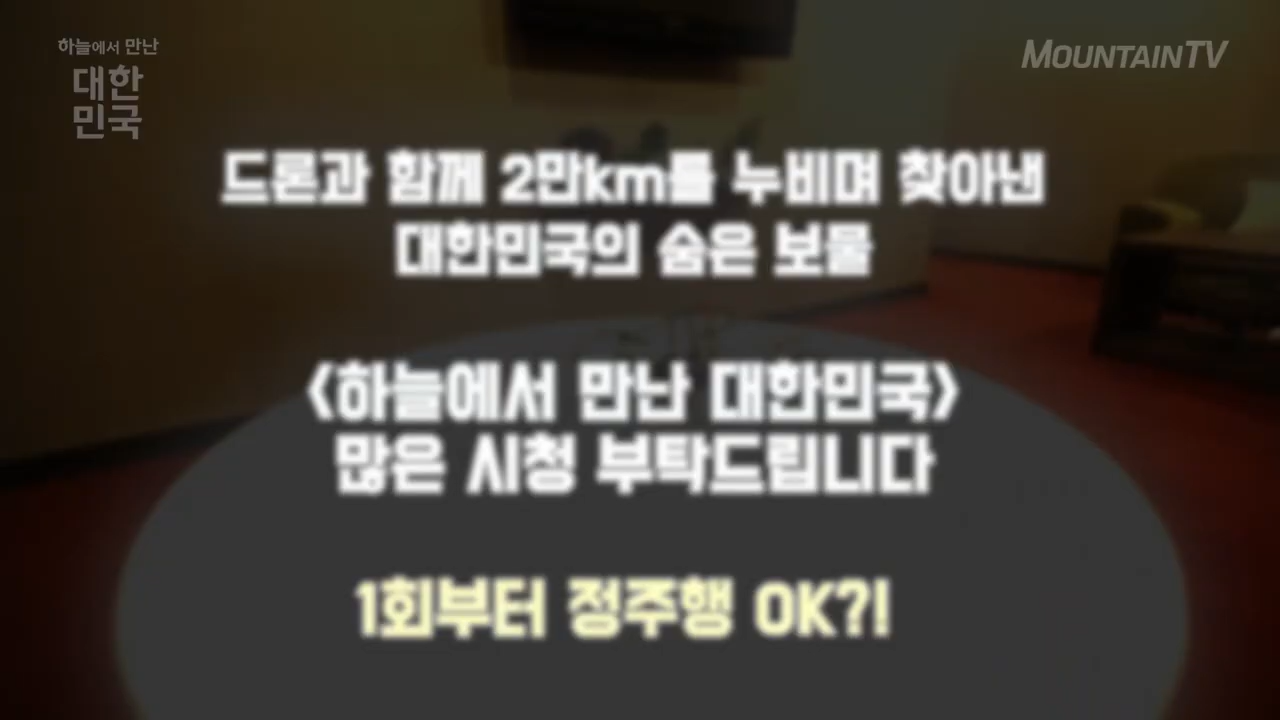 하늘에서 만난
대한
민국
MOUNTAINTV
드론과 함께 2만km를 누비며 찾아낸
대한민국의 숨은 보물
<하늘에서 만난 대한민국>
많은 시청 부탁드립니다
1회부터 정주행 OK?!